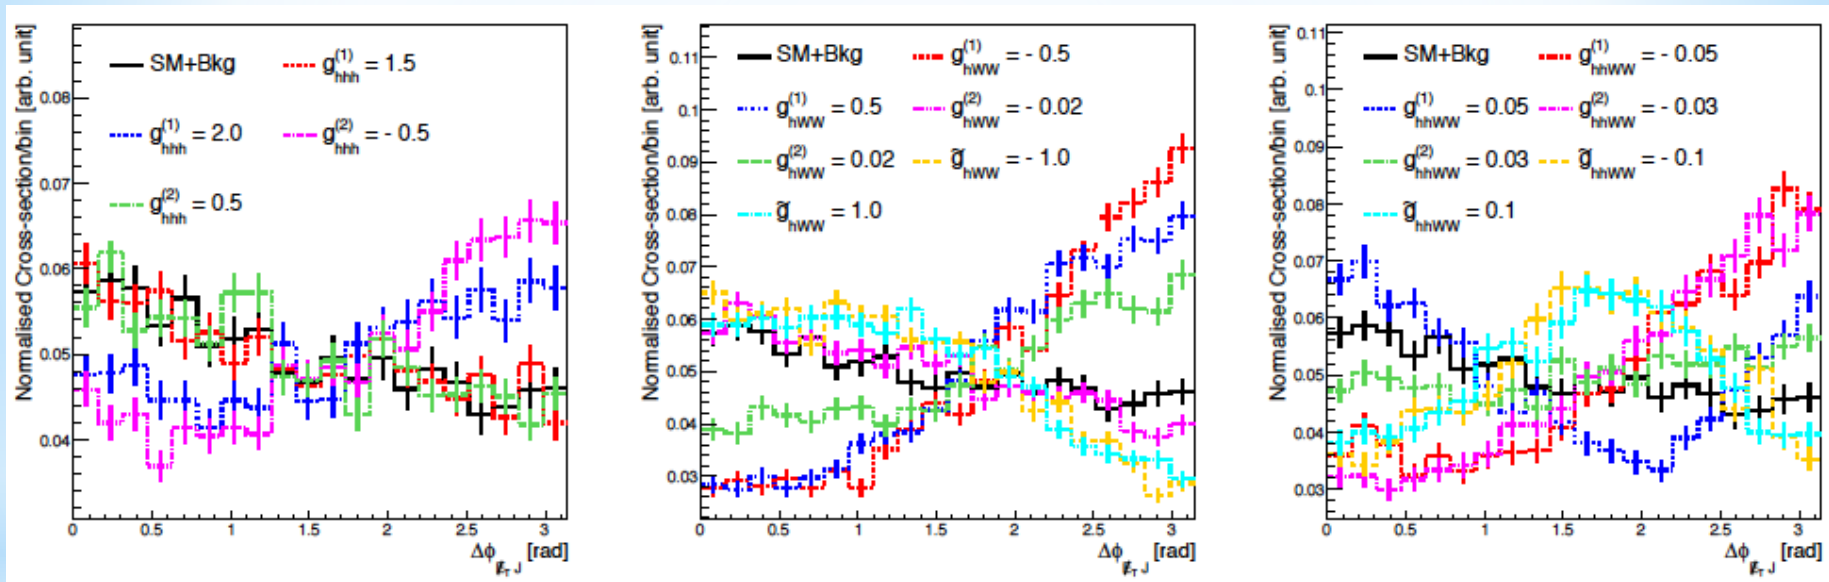 Normalised Cross-section/bin [arb. unit]
SM+Bkg
g(1)hhh = 1.5
g(1)hhh = 2.0
g(2)hhh = - 0.5
g(2)hhh = 0.5
0.08
0.07
0.06
0.05
0.04
0 0.5 1 1.5 2 2.5 3
Δϕ E̸T J [rad]
Normalised Cross-section/bin [arb. unit]
SM+Bkg
g(1)hWW = - 0.5
g(1)hWW = 0.5
g(2)hWW = - 0.02
g(2)hWW = 0.02
g̃hWW = - 1.0
g̃hWW = 1.0
0.11
0.1
0.09
0.08
0.07
0.06
0.05
0.04
0.03
0 0.5 1 1.5 2 2.5 3
Δϕ E̸T J [rad]
Normalised Cross-section/bin [arb. unit]
SM+Bkg
g(1)hhWW = - 0.05
g(1)hhWW = 0.05
g(2)hhWW = - 0.03
g(2)hhWW = 0.03
g̃hhWW = - 0.1
g̃hhWW = 0.1
0.11
0.1
0.09
0.08
0.07
0.06
0.05
0.04
0.03
0 0.5 1 1.5 2 2.5 3
Δϕ E̸T J [rad]